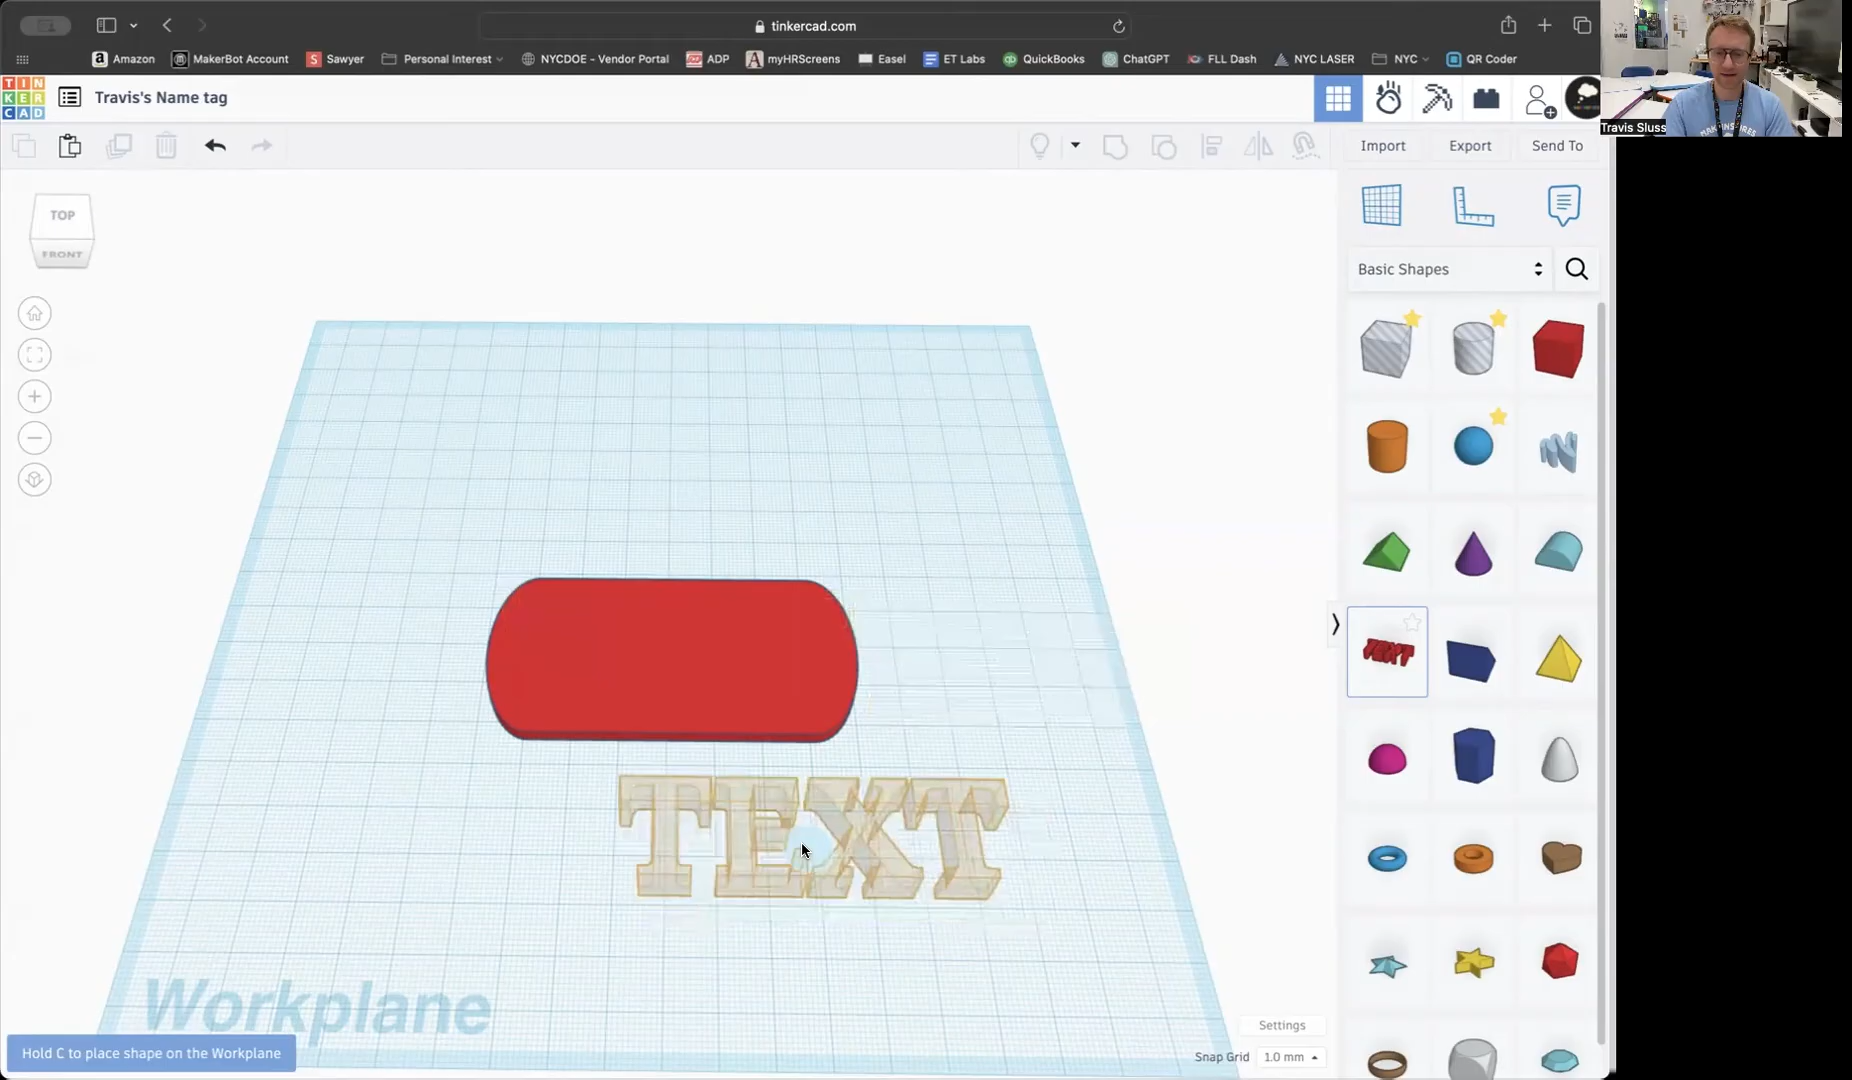 tinkercad.com
Amazon
MakerBot Account
Sawyer
Personal Interest
NYCDOE - Vendor Portal
ADP
myHRScreens
Easel
ET Labs
QuickBooks
ChatGPT
FLL Dash
NYC LASER
NYC
QR Coder
TIN
KER
CAD
Travis's Name tag
Travis Sluss
Import
Export
Send To
TOP
FRONT
Basic Shapes
TEXT
TEXT
Workplane
Hold C to place shape on the Workplane
Settings
Snap Grid
1.0 mm